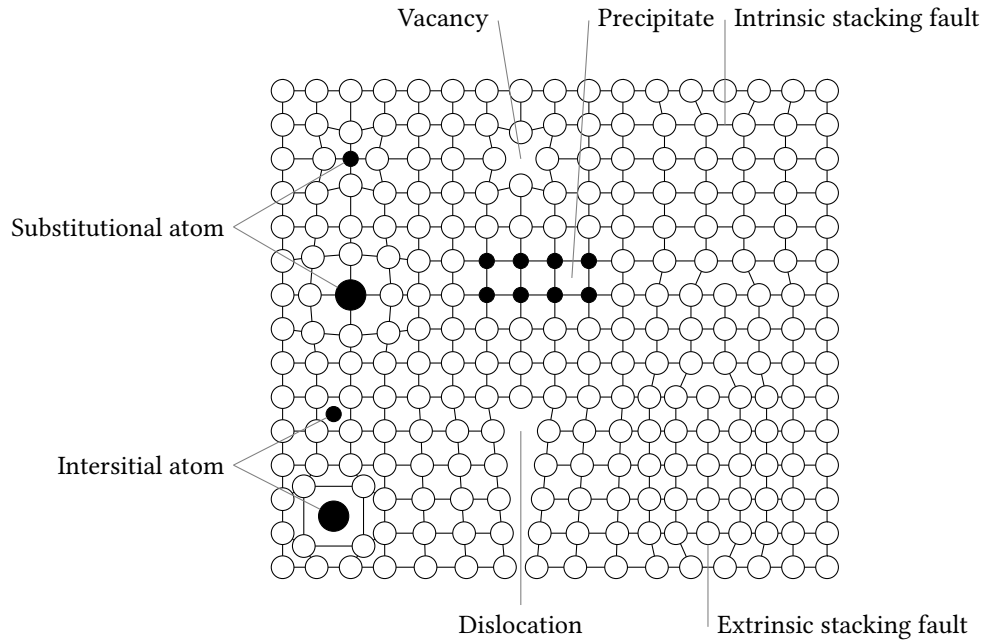 Vacancy
Precipitate
Intrinsic stacking fault
Substitutional atom
Intersitial atom
Dislocation
Extrinsic stacking fault